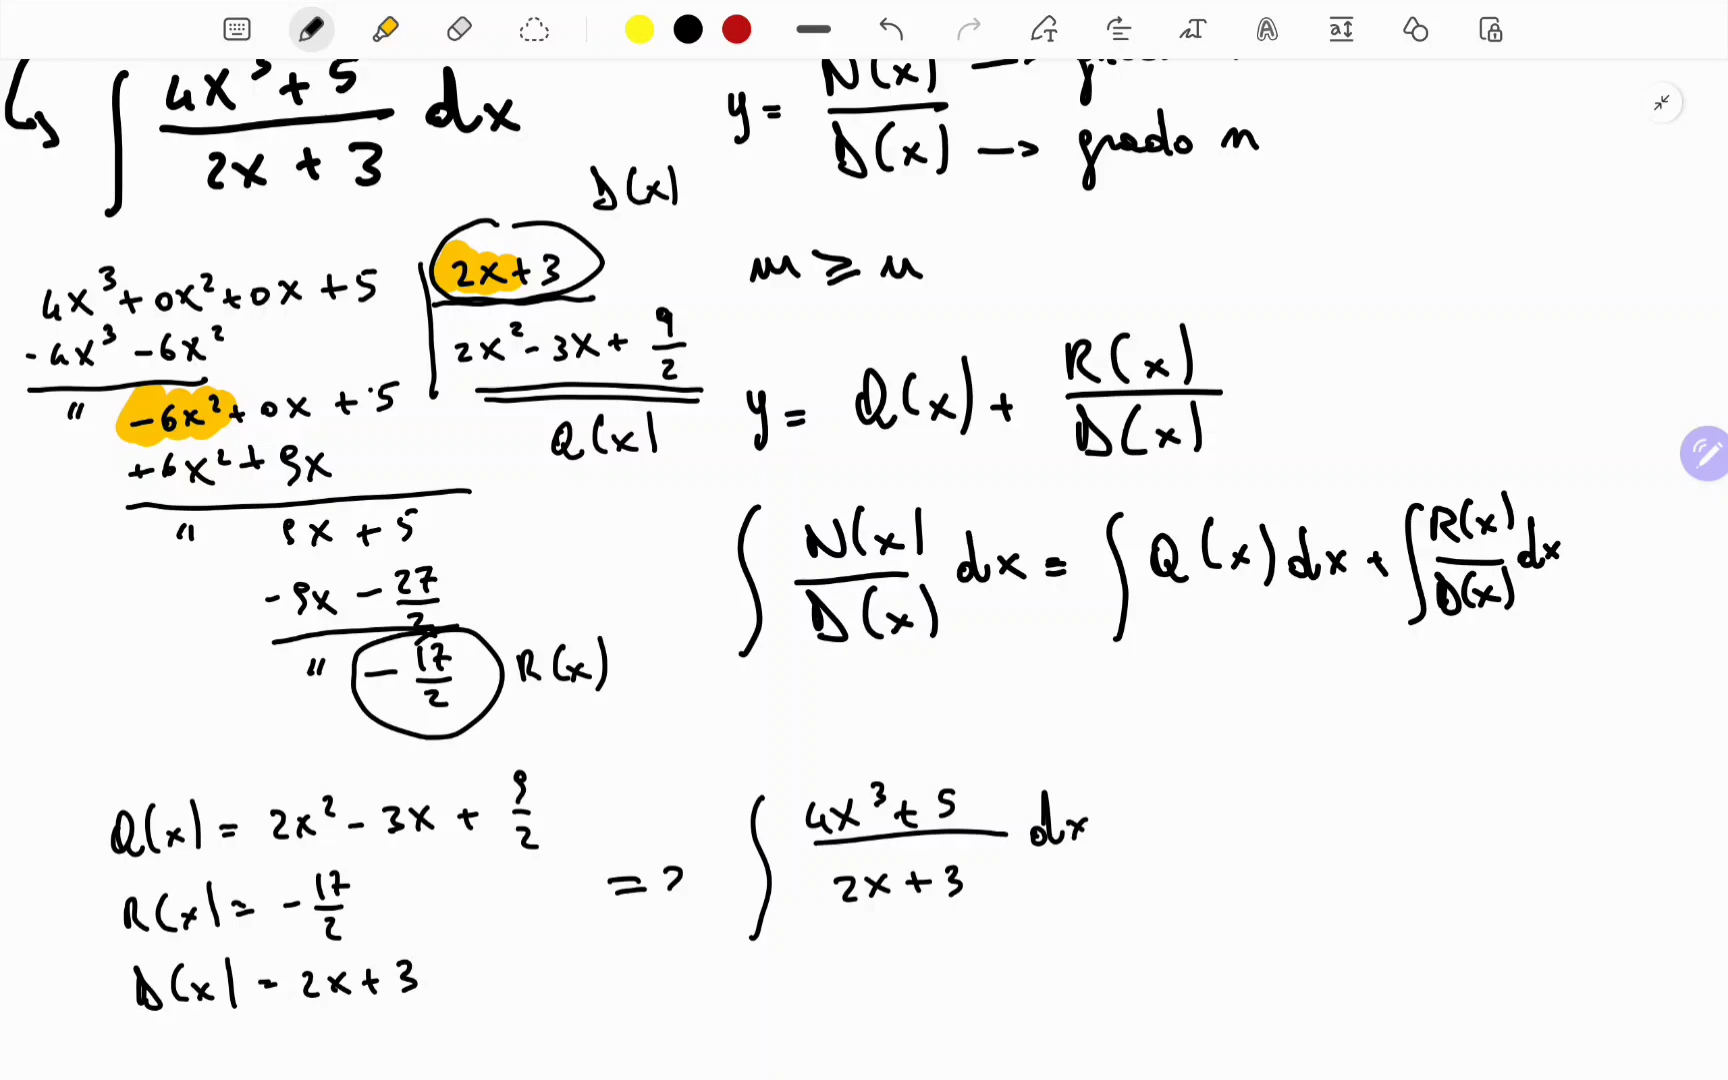 ∫ (4x³ + 5)/(2x + 3) dx
y = N(x)/D(x) → grado n
D(x)
4x³ + 0x² + 0x + 5 | 2x + 3
-4x³ - 6x² | 2x² - 3x + 9/2
" -6x² + 0x + 5 Q(x)
+6x² + 9x
" 9x + 5
-9x - 27/2
" - 17/2 R(x)
m ≥ n
y = Q(x) + R(x)/D(x)
∫ N(x)/D(x) dx = ∫ Q(x) dx + ∫ R(x)/D(x) dx
Q(x) = 2x² - 3x + 9/2
R(x) = - 17/2
D(x) = 2x + 3
=> ∫ (4x³ + 5)/(2x + 3) dx